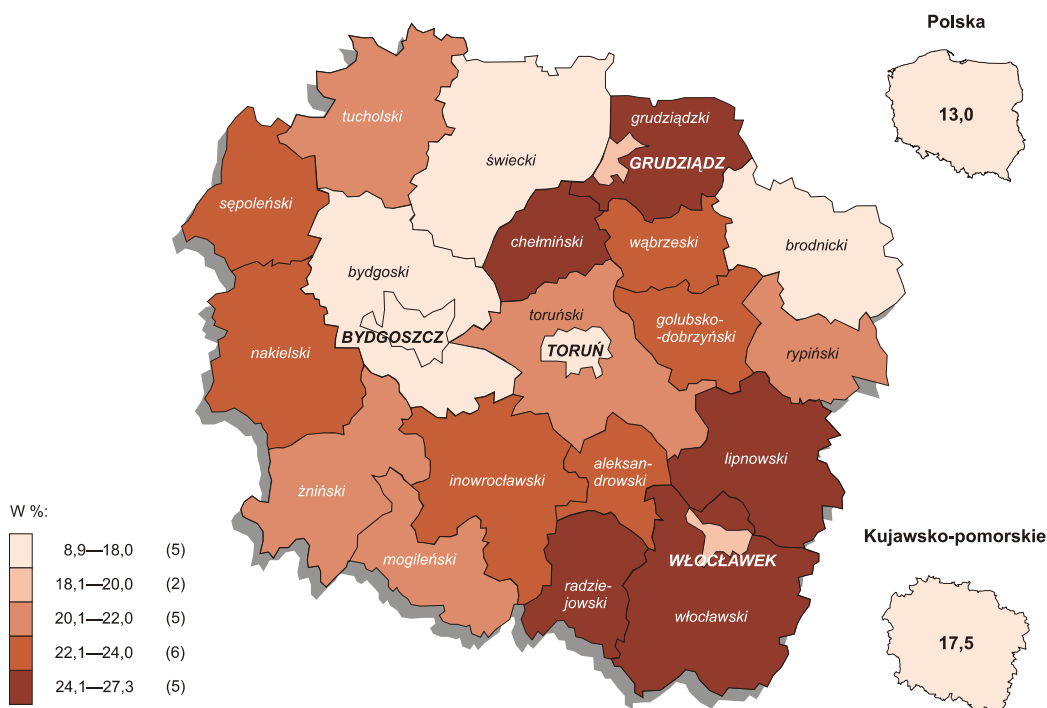 Polska
13,0
tucholski
grudziądzki
świecki
GRUDZIĄDZ
sępoleński
chełmiński
wąbrzeski
brodnicki
bydgoski
toruński
golubsko-
-dobrzyński
BYDGOSZCZ
TORUŃ
nakielski
rypiński
lipnowski
aleksan-
drowski
inowrocławski
żniński
mogileński
WŁOCŁAWEK
radzie-
jowski
włocławski
W %:
8,9—18,0 (5)
18,1—20,0 (2)
20,1—22,0 (5)
22,1—24,0 (6)
24,1—27,3 (5)
Kujawsko-pomorskie
17,5